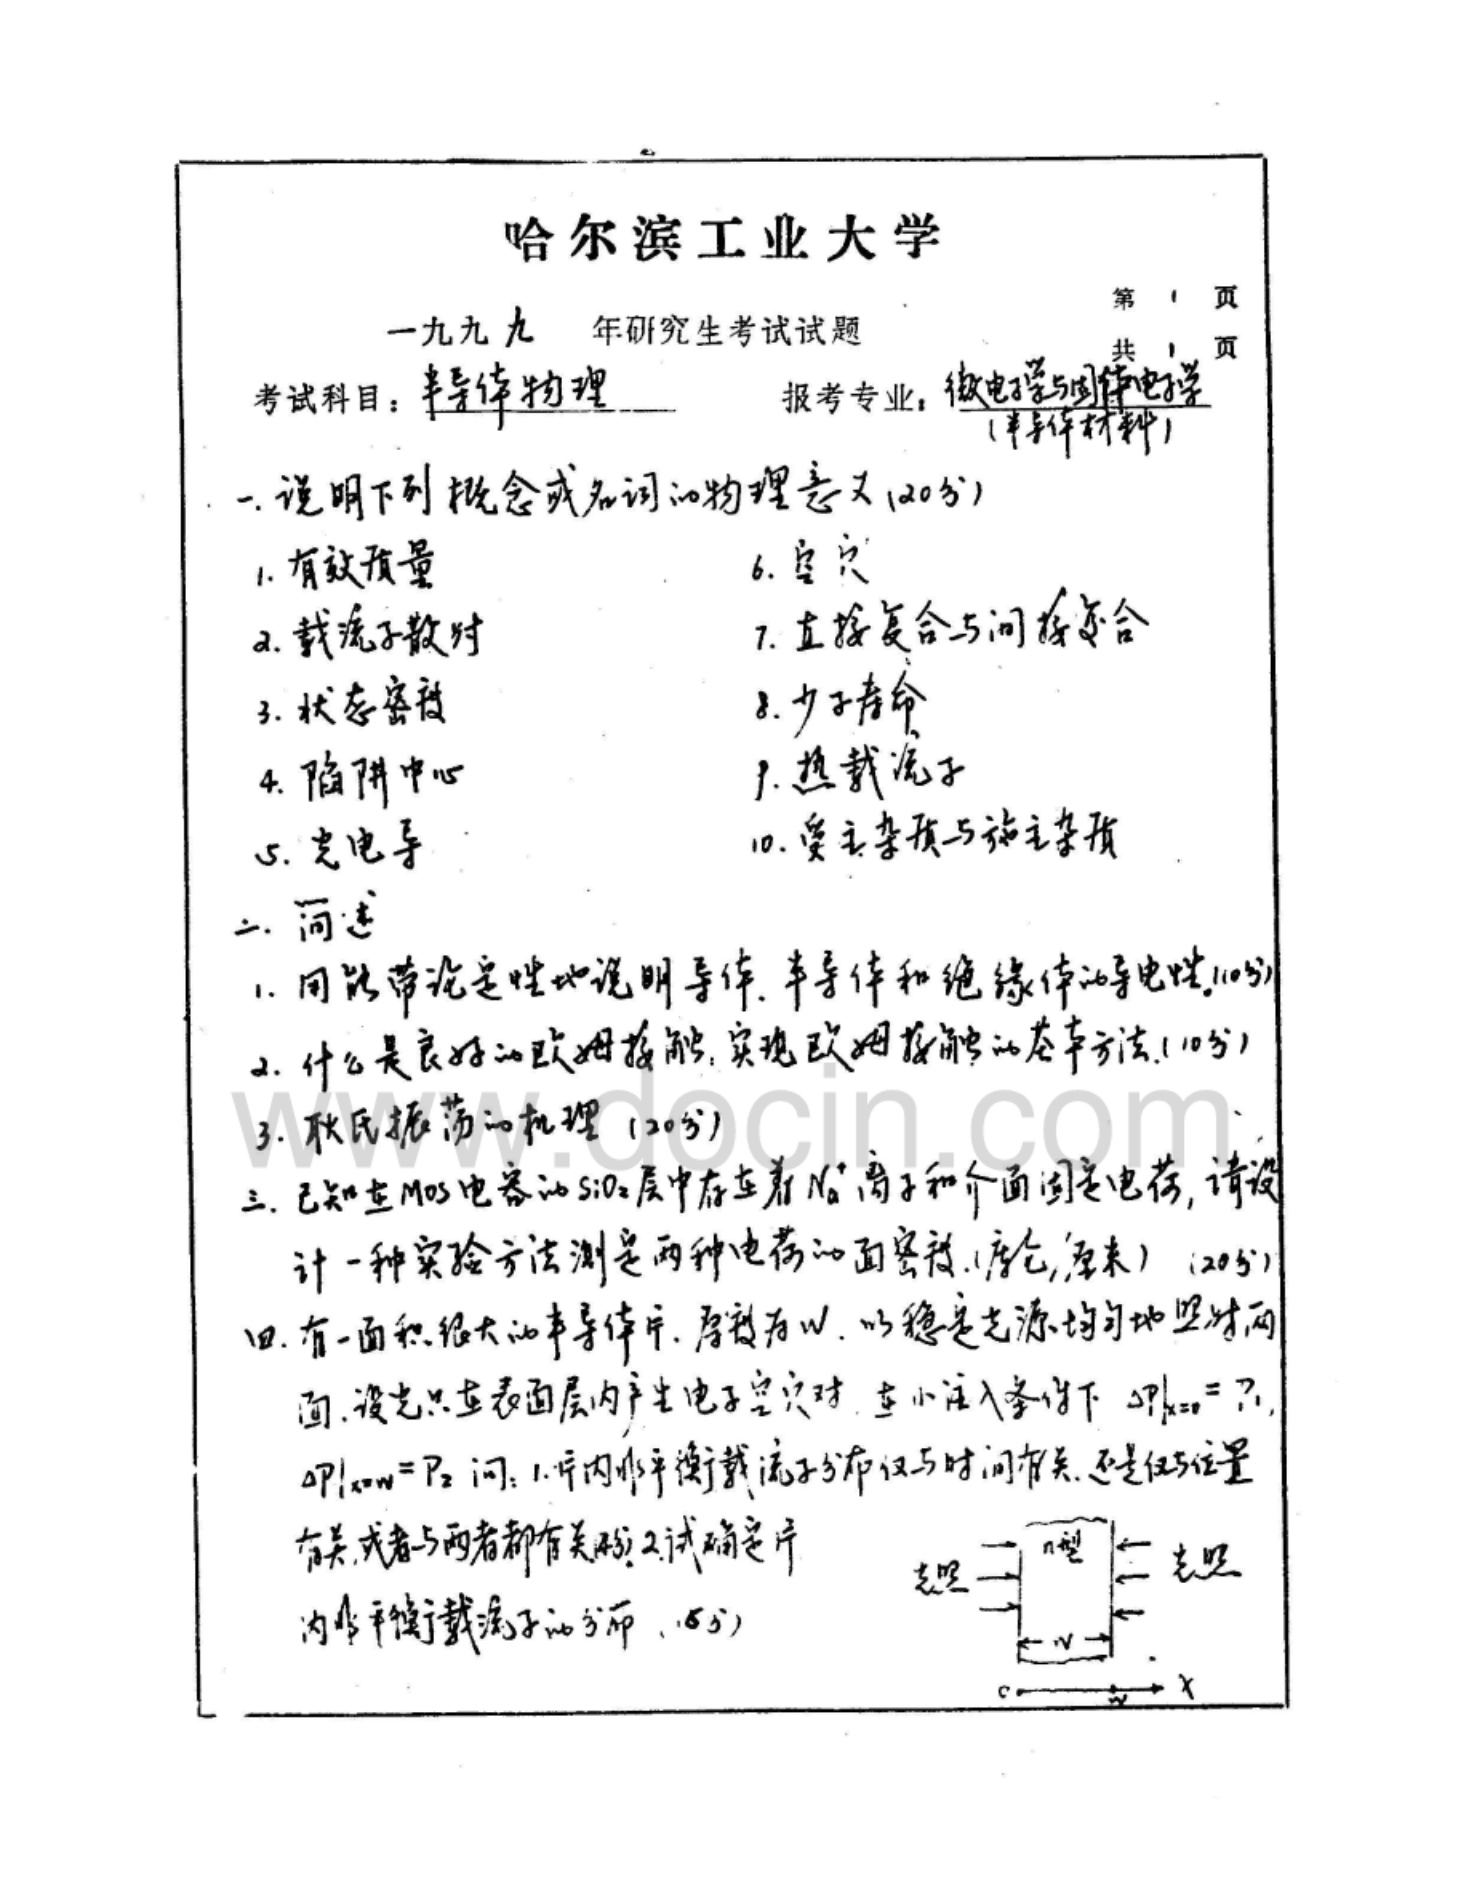 哈尔滨工业大学
第 1 页
一九九九 年研究生考试试题
共 1 页
考试科目：半导体物理 报考专业：微电子学与固体电子学
(半导体材料)
一.说明下列概念或名词的物理意义(20分)
1.有效质量 6.空穴
2.载流子散射 7.直接复合与间接复合
3.状态密度 8.少子寿命
4.陷阱中心 9.热载流子
5.光电导 10.受主杂质与施主杂质
二.简述
1.用能带论定性地说明导体.半导体和绝缘体的导电性.(10分)
2.什么是良好的欧姆接触.实现欧姆接触的基本方法.(10分)
3.耿氏振荡的机理 (20分)
www.docin.com
三.已知在MOS电容的SiO₂层中存在着Na⁺离子和介面固定电荷,请设
计一种实验方法测定两种电荷的面密度.(库仑/厘米) (20分)
四.有一面积很大的半导体片.厚度为W.以稳定光源均匀地照射两
面.设光只在表面层内产生电子空穴对.在小注入条件下 ΔP|x=0=P₁,
ΔP|x=w=P₂ 问:1.片内非平衡载流子分布仅与时间有关.还是仅与位置
有关,或者与两者都有关 2.试确定片
内非平衡载流子的分布.
光照 n型 光照
W
0 W X